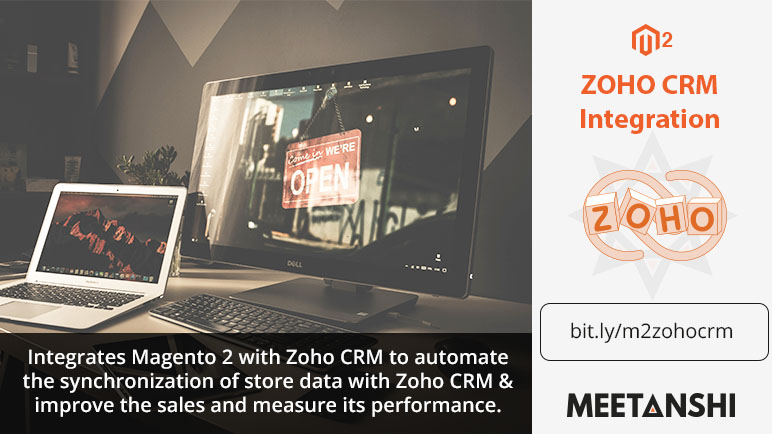 Come in WE'RE
OPEN
DELL
Integrates Magento 2 with Zoho CRM to automate
the synchronization of store data with Zoho CRM &
improve the sales and measure its performance.
2
ZOHO CRM
Integration
ZOHO
bit.ly/m2zohocrm
MEETANSHI